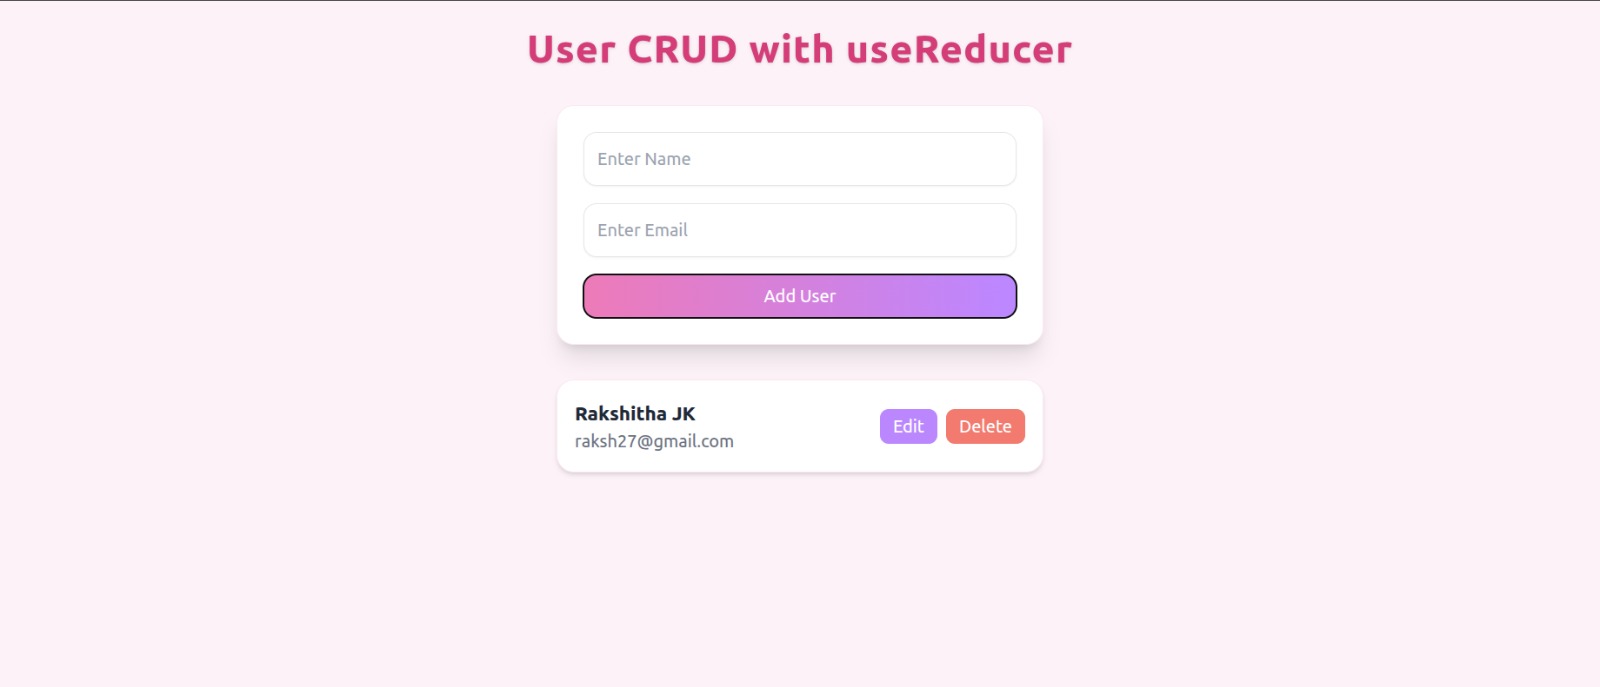 User CRUD with useReducer
Enter Name
Enter Email
Add User
Rakshitha JK
raksh27@gmail.com
Edit Delete